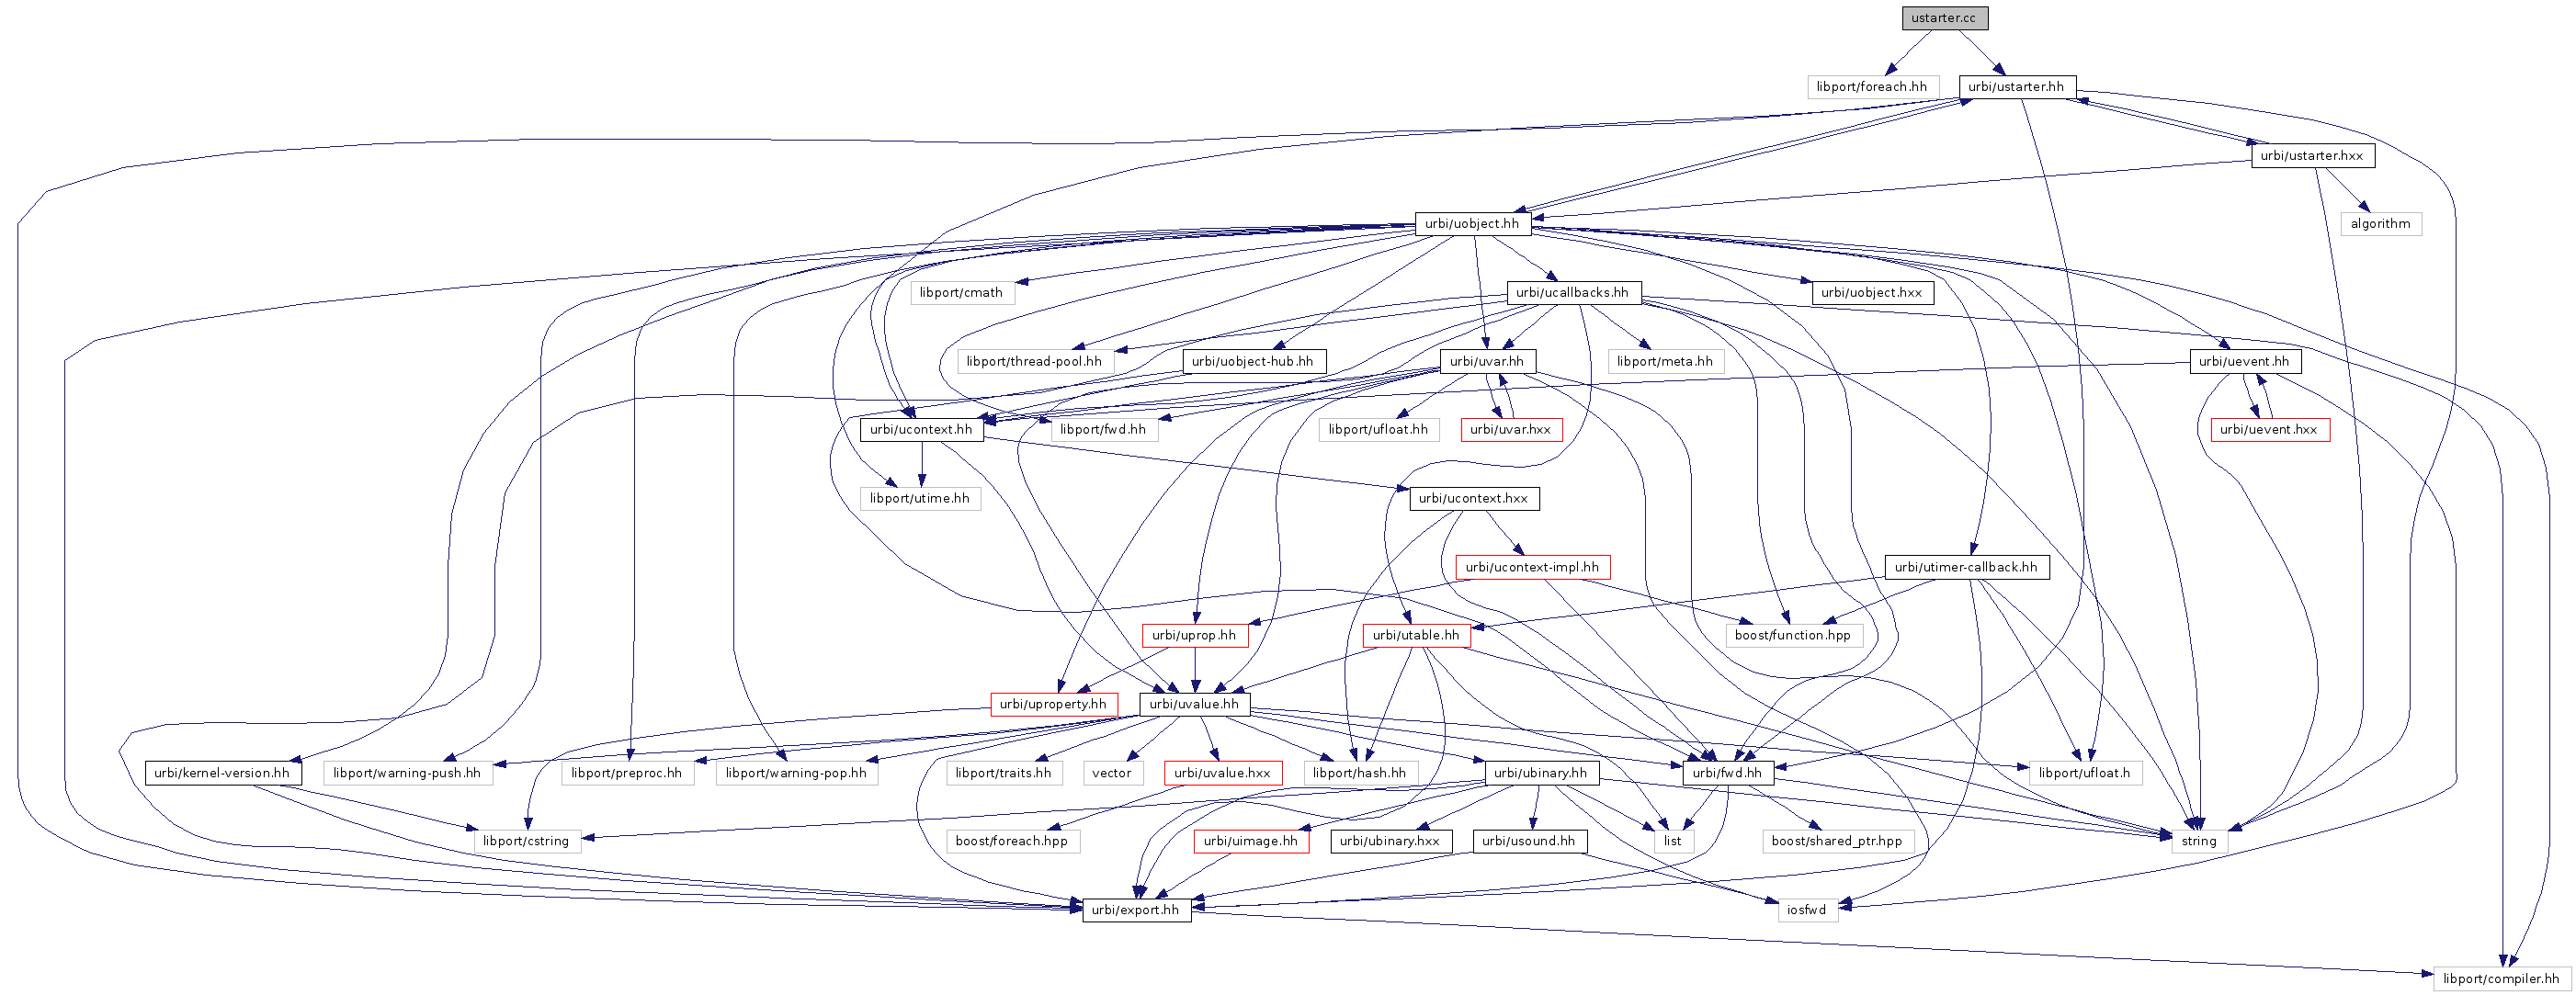 ustarter.cc
libport/foreach.hh
urbi/ustarter.hh
urbi/ustarter.hxx
urbi/uobject.hh
algorithm
libport/cmath
urbi/ucallbacks.hh
urbi/uobject.hxx
libport/thread-pool.hh
urbi/uobject-hub.hh
urbi/uvar.hh
libport/meta.hh
urbi/uevent.hh
urbi/ucontext.hh
libport/fwd.hh
libport/ufloat.hh
urbi/uvar.hxx
urbi/uevent.hxx
libport/utime.hh
urbi/ucontext.hxx
urbi/ucontext-impl.hh
urbi/utimer-callback.hh
urbi/uprop.hh
urbi/utable.hh
boost/function.hpp
urbi/uproperty.hh
urbi/uvalue.hh
urbi/kernel-version.hh
libport/warning-push.hh
libport/preproc.hh
libport/warning-pop.hh
libport/traits.hh
vector
urbi/uvalue.hxx
libport/hash.hh
urbi/ubinary.hh
urbi/fwd.hh
libport/ufloat.h
libport/cstring
boost/foreach.hpp
urbi/uimage.hh
urbi/ubinary.hxx
urbi/usound.hh
list
boost/shared_ptr.hpp
string
urbi/export.hh
iosfwd
libport/compiler.hh